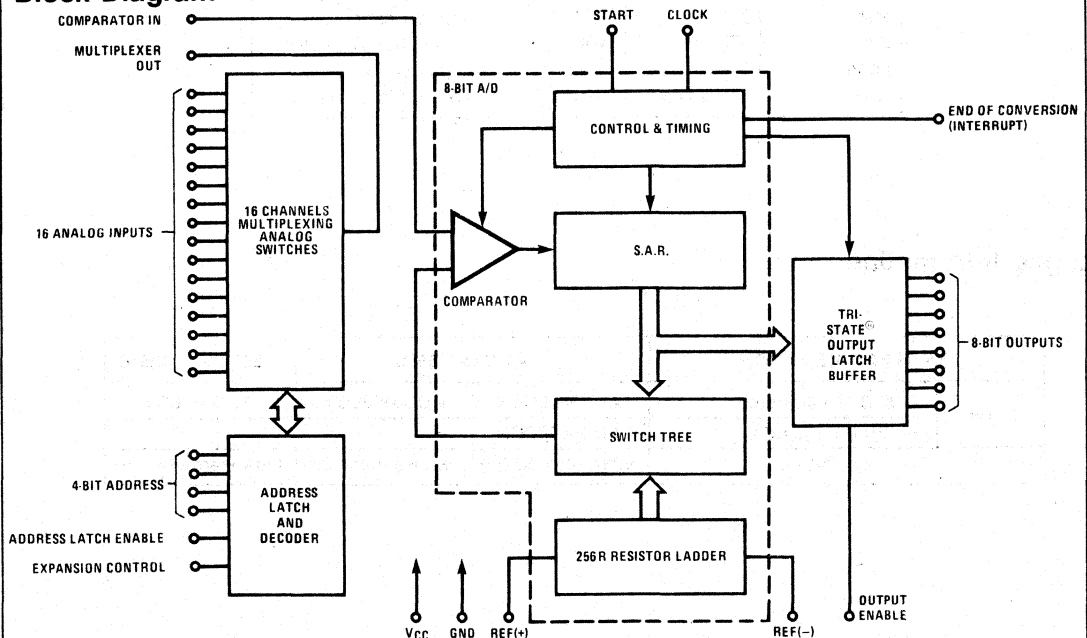 Block Diagram
COMPARATOR IN
MULTIPLEXER
OUT
START
CLOCK
8-BIT A/D
CONTROL & TIMING
END OF CONVERSION
(INTERRUPT)
16 ANALOG INPUTS
16 CHANNELS
MULTIPLEXING
ANALOG
SWITCHES
S.A.R.
COMPARATOR
TRI-
STATE®
OUTPUT
LATCH
BUFFER
8-BIT OUTPUTS
SWITCH TREE
4-BIT ADDRESS
ADDRESS
LATCH
AND
DECODER
ADDRESS LATCH ENABLE
EXPANSION CONTROL
256R RESISTOR LADDER
VCC
GND
REF(+)
REF(−)
OUTPUT
ENABLE